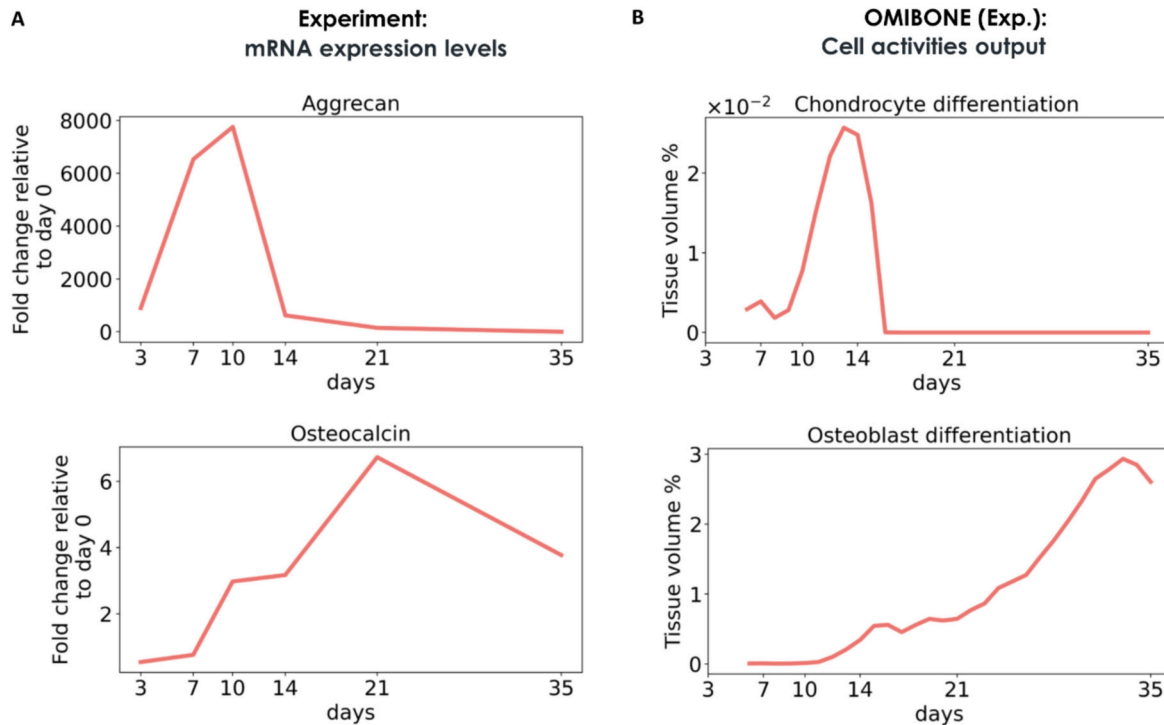 A
Experiment:
mRNA expression levels
Aggrecan
Fold change relative
to day 0
8000
6000
4000
2000
0
3 7 10 14 21 35
days
Osteocalcin
Fold change relative
to day 0
6
4
2
3 7 10 14 21 35
days
B
OMIBONE (Exp.):
Cell activities output
×10⁻² Chondrocyte differentiation
Tissue volume %
2
1
0
3 7 10 14 21 35
days
Osteoblast differentiation
Tissue volume %
3
2
1
0
3 7 10 14 21 35
days